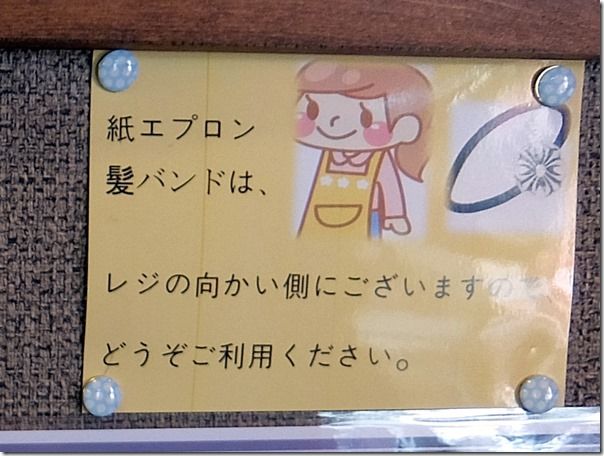 紙エプロン
髪バンドは、
レジの向かい側にございますので
どうぞご利用ください。